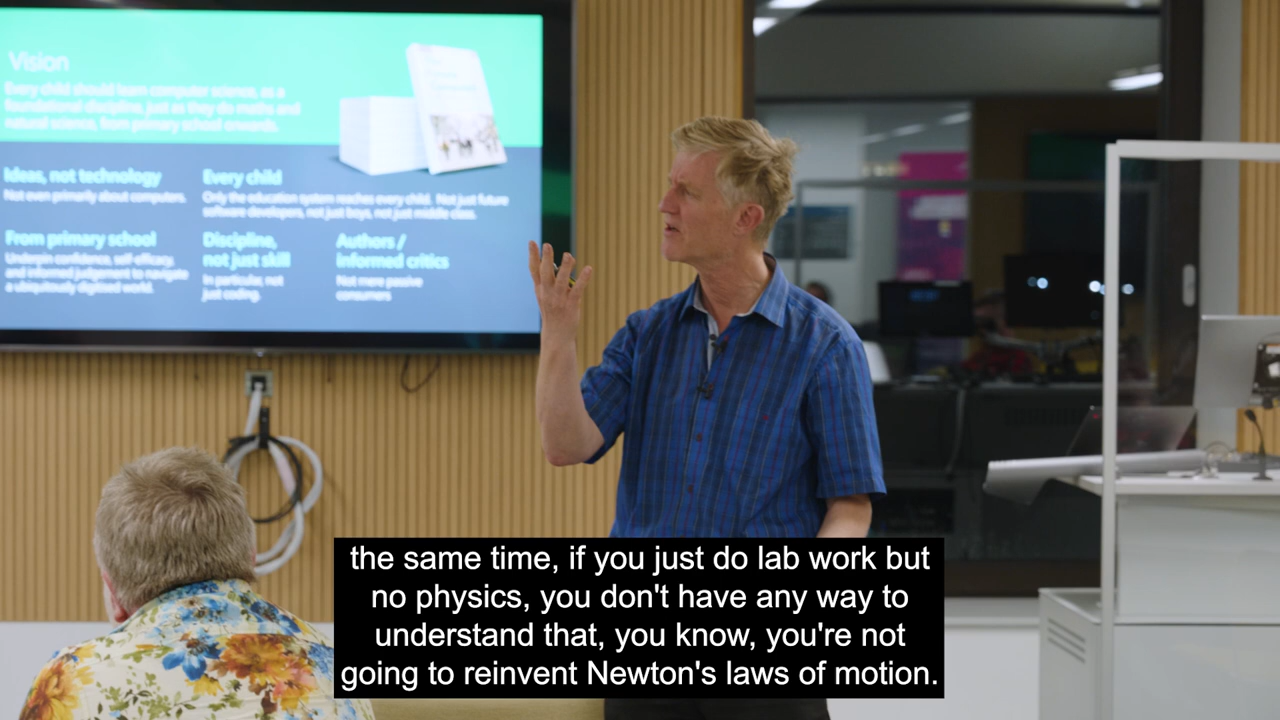 Vision
Every child should learn computer science, as a
foundational discipline, just as they do maths and
natural science, from primary school onwards.
Ideas, not technology
Not even primarily about computers.
Every child
Only the education system reaches every child. Not just future
software developers, not just boys, not just middle class.
From primary school
Underpin confidence, self-efficacy,
and informed judgement to navigate
a ubiquitously digitised world.
Discipline,
not just skill
In particular, not
just coding.
Authors /
informed critics
Not mere passive
consumers
the same time, if you just do lab work but
no physics, you don't have any way to
understand that, you know, you're not
going to reinvent Newton's laws of motion.